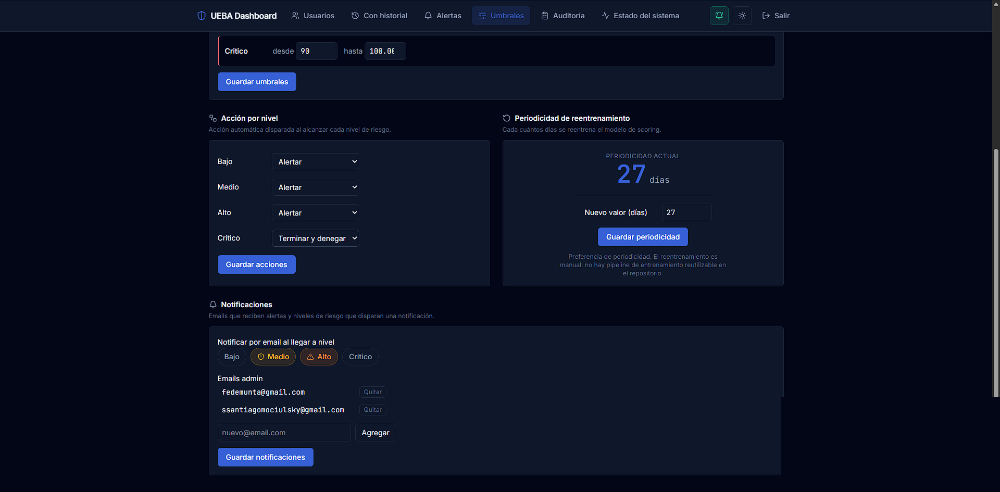 UEBA Dashboard Usuarios Con historial Alertas Umbrales Auditoría Estado del sistema Salir
Critico desde 90 hasta 100.00
Guardar umbrales
Acción por nivel
Acción automática disparada al alcanzar cada nivel de riesgo.
Bajo Alertar
Medio Alertar
Alto Alertar
Critico Terminar y denegar
Guardar acciones
Periodicidad de reentrenamiento
Cada cuántos días se reentrena el modelo de scoring.
PERIODICIDAD ACTUAL
27 días
Nuevo valor (días) 27
Guardar periodicidad
Preferencia de periodicidad. El reentrenamiento es
manual: no hay pipeline de entrenamiento reutilizable en
el repositorio.
Notificaciones
Emails que reciben alertas y niveles de riesgo que disparan una notificación.
Notificar por email al llegar a nivel
Bajo Medio Alto Critico
Emails admin
fedemunta@gmail.com Quitar
ssantiagomociulsky@gmail.com Quitar
nuevo@email.com Agregar
Guardar notificaciones